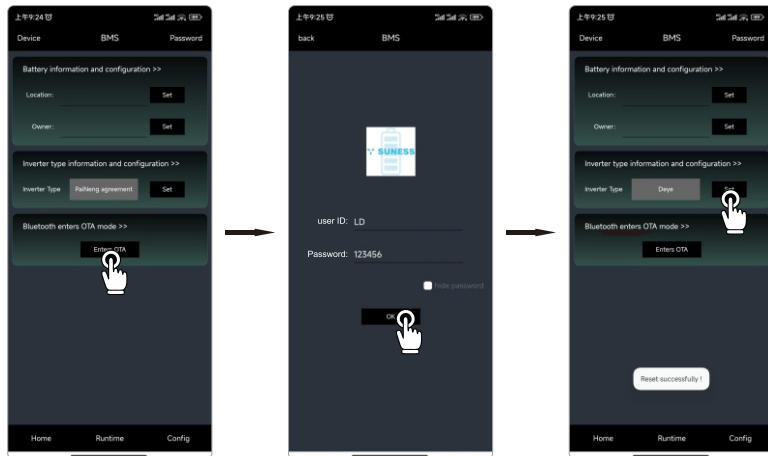 上午9:24
Device BMS Password
Battery information and configuration >>
Location: Set
Owner: Set
Inverter type information and configuration >>
Inverter Type PaiNeng agreement Set
Bluetooth enters OTA mode >>
Enters OTA
Home Runtime Config
上午9:25
back BMS
SUNESS
user ID: LD
Password: 123456
hide password
OK
上午9:25
Device BMS Password
Battery information and configuration >>
Location: Set
Owner: Set
Inverter type information and configuration >>
Inverter Type Deye Set
Bluetooth enters OTA mode >>
Enters OTA
Reset successfully !
Home Runtime Config